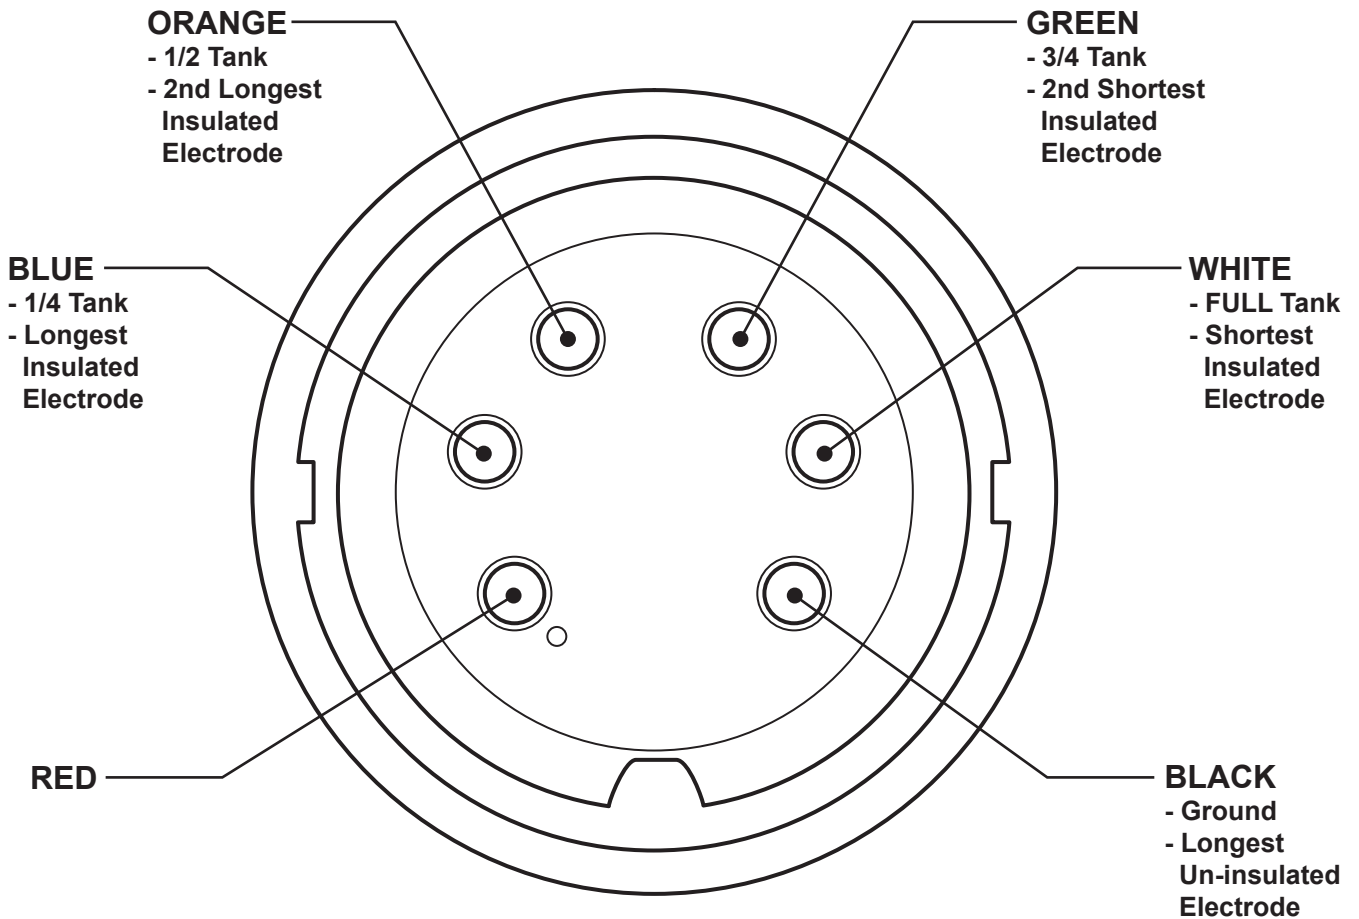 ORANGE
- 1/2 Tank
- 2nd Longest
Insulated
Electrode
GREEN
- 3/4 Tank
- 2nd Shortest
Insulated
Electrode
BLUE
- 1/4 Tank
- Longest
Insulated
Electrode
WHITE
- FULL Tank
- Shortest
Insulated
Electrode
RED
BLACK
- Ground
- Longest
Un-insulated
Electrode